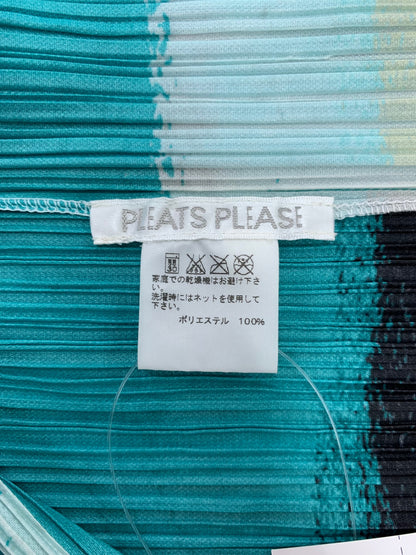 PLEATS PLEASE
30
家庭での乾燥機はお避け下さ
い。
洗濯時にはネットを使用して
下さい。
ポリエステル 100%